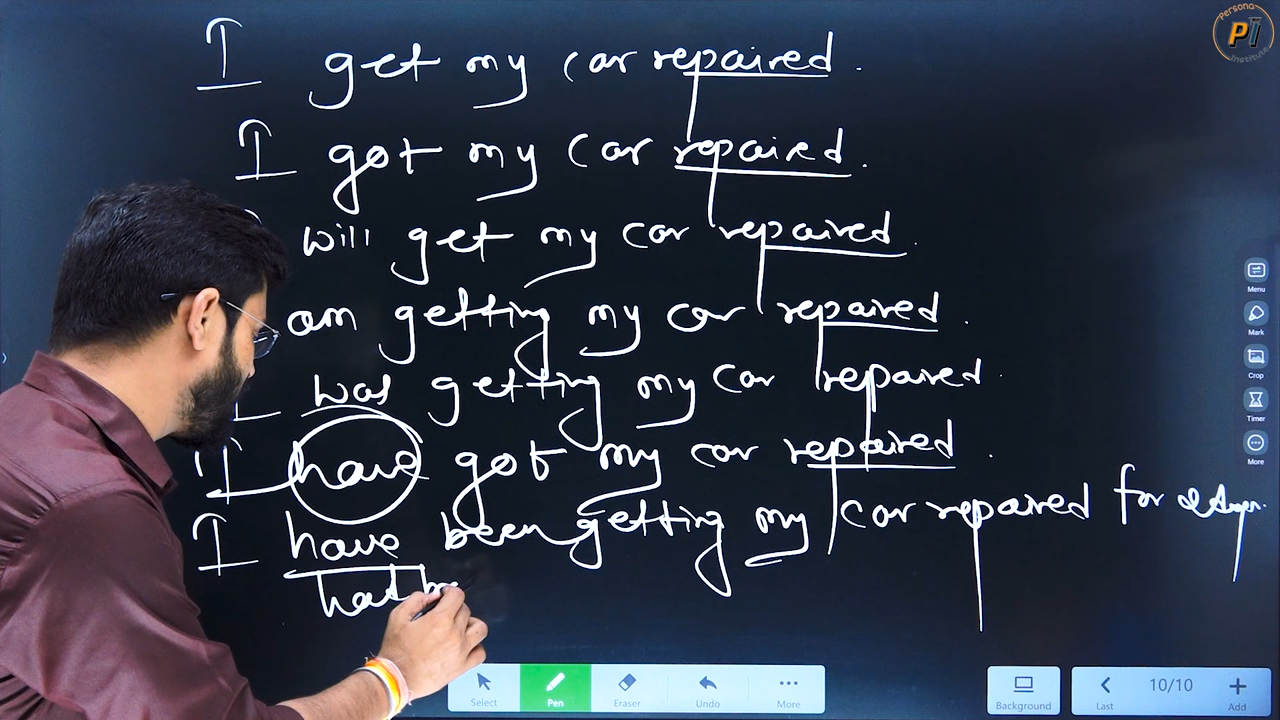 Persona
PI
Institute
I get my car repaired.
I got my car repaired.
will get my car repaired.
am getting my car repaired.
I was getting my car repaired.
I have got my car repaired.
I have been getting my car repaired for 2
had
Menu
Mark
Crop
Timer
More
Select Pen Eraser Undo More
Background
Last 10/10 Add